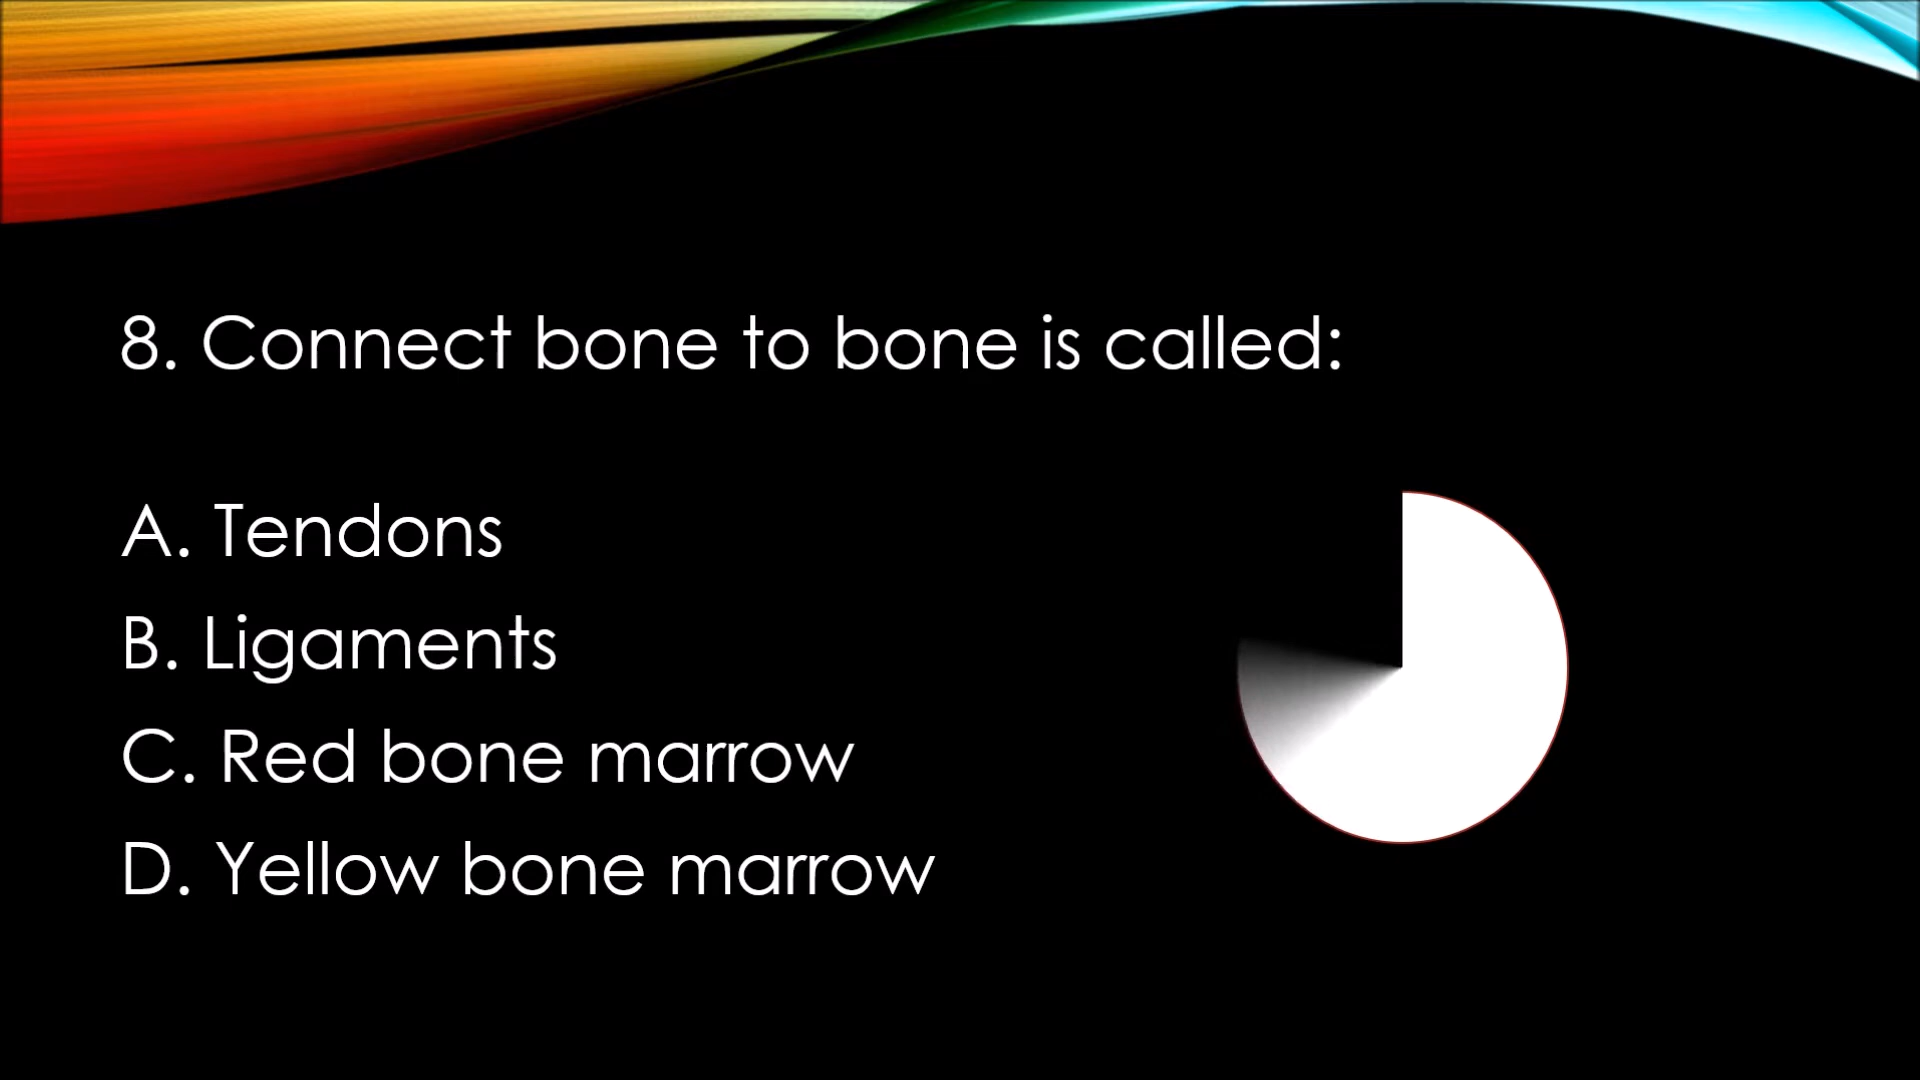 8. Connect bone to bone is called:
A. Tendons
B. Ligaments
C. Red bone marrow
D. Yellow bone marrow